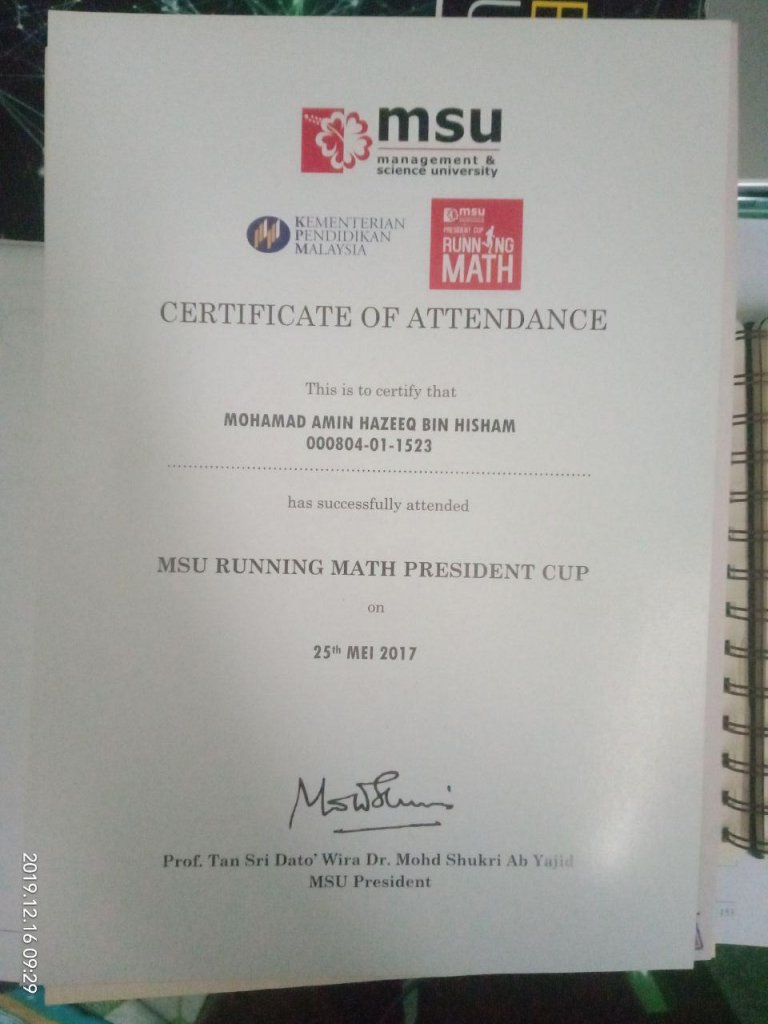 msu
management &
science university
KEMENTERIAN
PENDIDIKAN
MALAYSIA
msu
PRESIDENT CUP
RUNNING
MATH
CERTIFICATE OF ATTENDANCE
This is to certify that
MOHAMAD AMIN HAZEEQ BIN HISHAM
000804-01-1523
has successfully attended
MSU RUNNING MATH PRESIDENT CUP
on
25th MEI 2017
Prof. Tan Sri Dato' Wira Dr. Mohd Shukri Ab Yajid
MSU President
2019.12.16 09:29